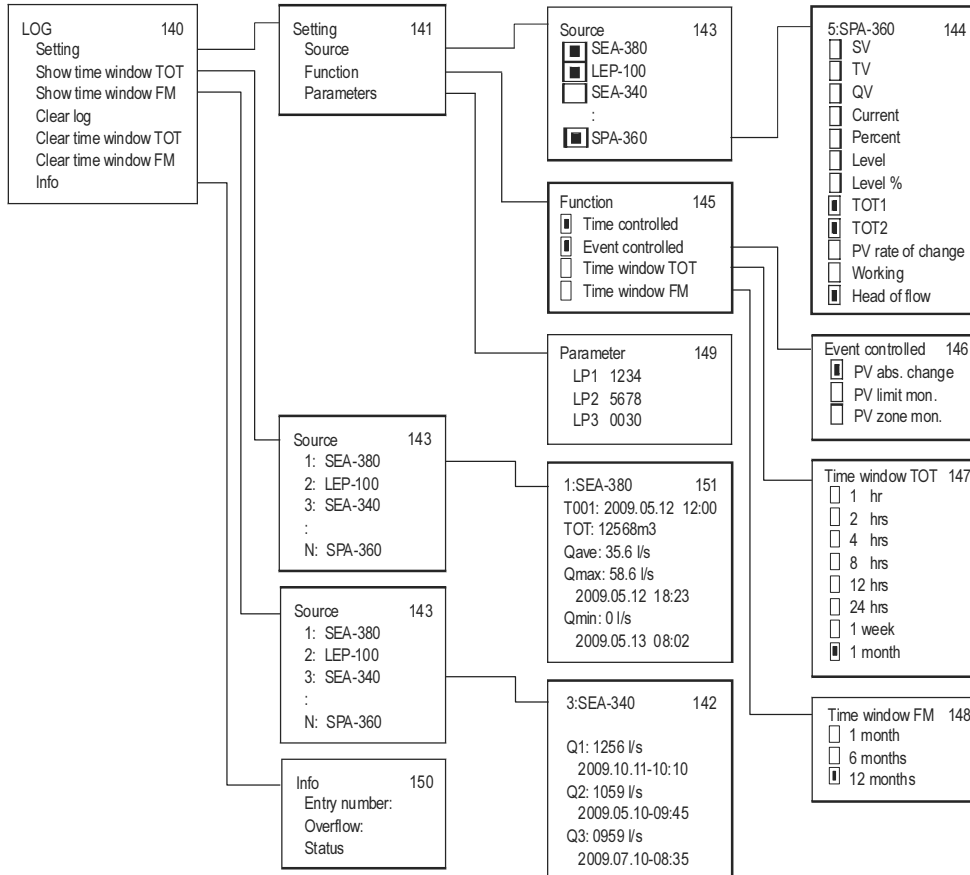 LOG 140
Setting
Show time window TOT
Show time window FM
Clear log
Clear time window TOT
Clear time window FM
Info
Setting 141
Source
Function
Parameters
Source 143
SEA-380
LEP-100
SEA-340
:
SPA-360
5:SPA-360 144
SV
TV
QV
Current
Percent
Level
Level %
TOT1
TOT2
PV rate of change
Working
Head of flow
Function 145
Time controlled
Event controlled
Time window TOT
Time window FM
Event controlled 146
PV abs. change
PV limit mon.
PV zone mon.
Parameter 149
LP1 1234
LP2 5678
LP3 0030
Source 143
1: SEA-380
2: LEP-100
3: SEA-340
:
N: SPA-360
1:SEA-380 151
T001: 2009.05.12 12:00
TOT: 12568m3
Qave: 35.6 l/s
Qmax: 58.6 l/s
2009.05.12 18:23
Qmin: 0 l/s
2009.05.13 08:02
Time window TOT 147
1 hr
2 hrs
4 hrs
8 hrs
12 hrs
24 hrs
1 week
1 month
Source 143
1: SEA-380
2: LEP-100
3: SEA-340
:
N: SPA-360
3:SEA-340 142
Q1: 1256 l/s
2009.10.11-10:10
Q2: 1059 l/s
2009.05.10-09:45
Q3: 0959 l/s
2009.07.10-08:35
Time window FM 148
1 month
6 months
12 months
Info 150
Entry number:
Overflow:
Status